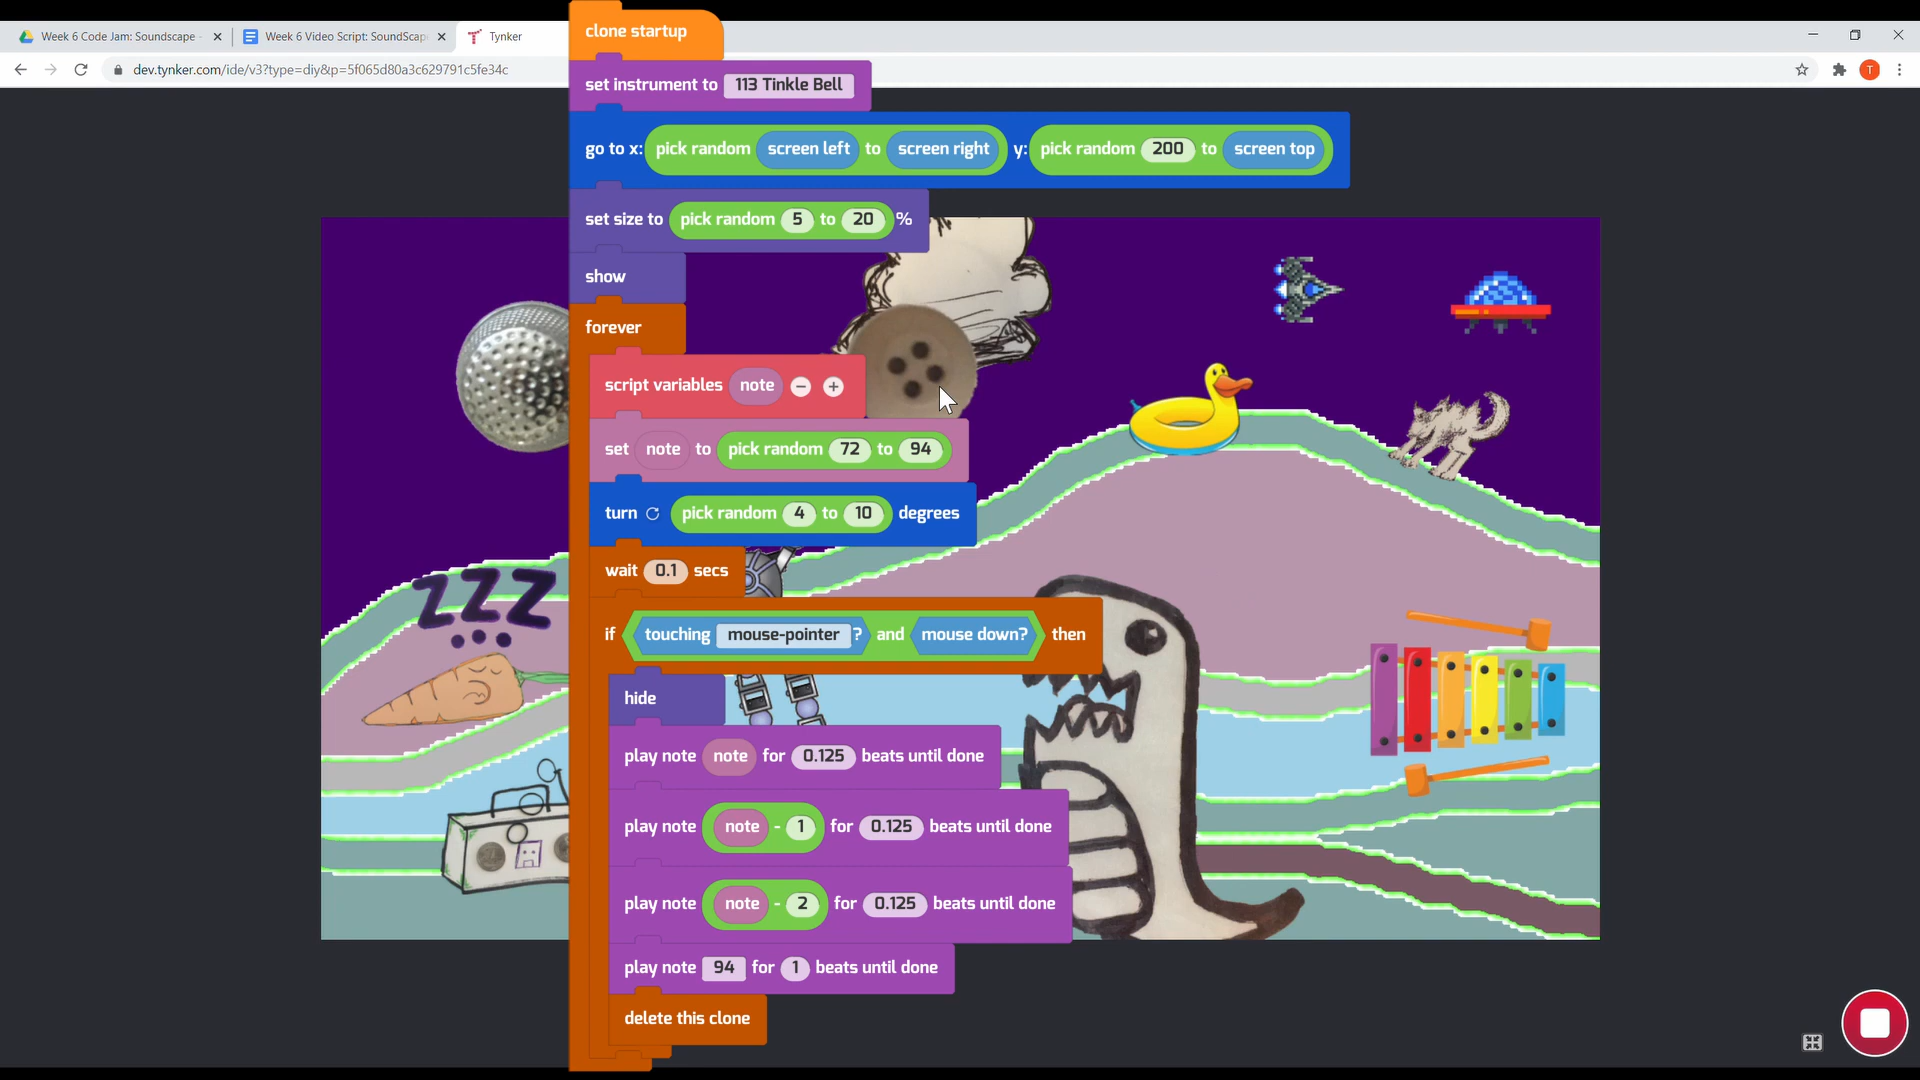 clone startup
Week 6 Code Jam: Soundscape -
Week 6 Video Script: SoundScap
Tynker
dev.tynker.com/ide/v3?type=diy&p=5f065d80a3c629791c5fe34c
T
set instrument to 113 Tinkle Bell
go to x: pick random screen left to screen right y: pick random 200 to screen top
set size to pick random 5 to 20 %
show
forever
script variables note - +
set note to pick random 72 to 94
turn pick random 4 to 10 degrees
wait 0.1 secs
zzz
if touching mouse-pointer ? and mouse down? then
hide
play note note for 0.125 beats until done
play note note - 1 for 0.125 beats until done
play note note - 2 for 0.125 beats until done
play note 94 for 1 beats until done
delete this clone